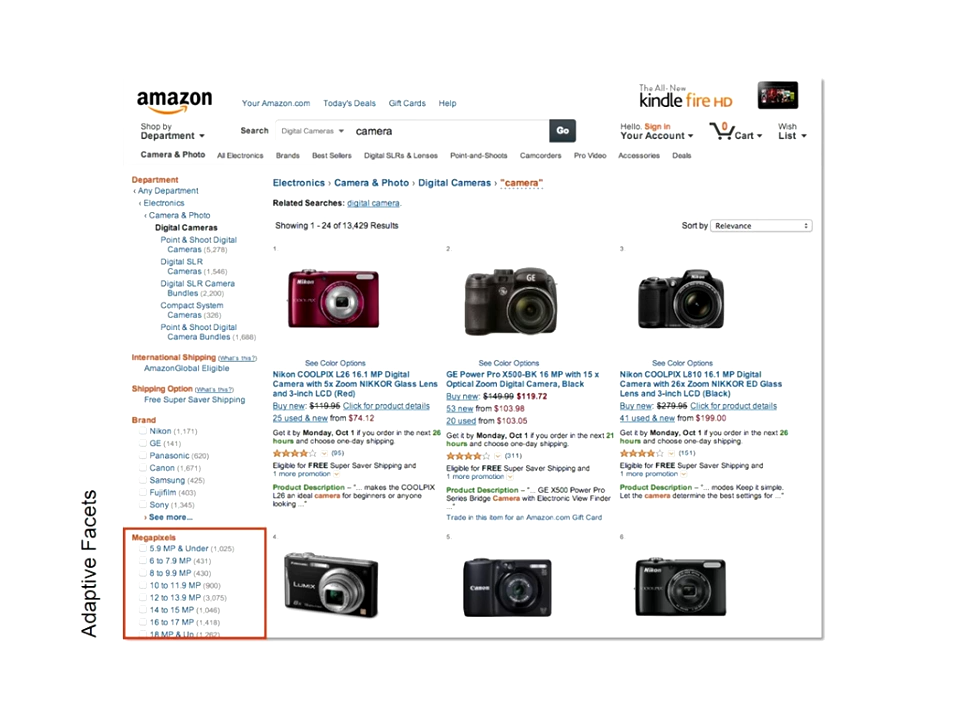 amazon
Your Amazon.com Today's Deals Gift Cards Help
The All-New
kindle fire HD
Shop by
Department
Search Digital Cameras camera Go
Hello. Sign in
Your Account
0
Cart
Wish
List
Camera & Photo All Electronics Brands Best Sellers Digital SLRs & Lenses Point-and-Shoots Camcorders Pro Video Accessories Deals
Department
‹ Any Department
‹ Electronics
‹ Camera & Photo
Digital Cameras
Point & Shoot Digital
Cameras (5,278)
Digital SLR
Cameras (1,546)
Digital SLR Camera
Bundles (2,200)
Compact System
Cameras (326)
Point & Shoot Digital
Camera Bundles (1,688)
International Shipping (What's this?)
AmazonGlobal Eligible
Shipping Option (What's this?)
Free Super Saver Shipping
Brand
Nikon (1,171)
GE (141)
Panasonic (620)
Canon (1,671)
Samsung (425)
Fujifilm (403)
Sony (1,345)
› See more...
Megapixels
5.9 MP & Under (1,025)
6 to 7.9 MP (431)
8 to 9.9 MP (430)
10 to 11.9 MP (900)
12 to 13.9 MP (3,075)
14 to 15 MP (1,046)
16 to 17 MP (1,418)
18 MP & Up (1,262)
Adaptive Facets
Electronics › Camera & Photo › Digital Cameras › "camera"
Related Searches: digital camera.
Showing 1 - 24 of 13,429 Results
Sort by Relevance
1
Nikon
See Color Options
Nikon COOLPIX L26 16.1 MP Digital
Camera with 5x Zoom NIKKOR Glass Lens
and 3-inch LCD (Red)
Buy new: $119.95 Click for product details
25 used & new from $74.12
Get it by Monday, Oct 1 if you order in the next 26
hours and choose one-day shipping.
(95)
Eligible for FREE Super Saver Shipping and
1 more promotion
Product Description – "... makes the COOLPIX
L26 an ideal camera for beginners or anyone
looking ..."
2
GE
See Color Options
GE Power Pro X500-BK 16 MP with 15 x
Optical Zoom Digital Camera, Black
Buy new: $149.99 $119.72
53 new from $103.98
20 used from $103.05
Get it by Monday, Oct 1 if you order in the next 21
hours and choose one-day shipping.
(311)
Eligible for FREE Super Saver Shipping and
1 more promotion
Product Description – "... GE X500 Power Pro
Series Bridge Camera with Electronic View Finder
..."
Trade in this item for an Amazon.com Gift Card
3
Nikon
See Color Options
Nikon COOLPIX L810 16.1 MP Digital
Camera with 26x Zoom NIKKOR ED Glass
Lens and 3-inch LCD (Black)
Buy new: $279.95 Click for product details
41 used & new from $199.00
Get it by Monday, Oct 1 if you order in the next 26
hours and choose one-day shipping.
(151)
Eligible for FREE Super Saver Shipping and
1 more promotion
Product Description – "... modes Keep it simple.
Let the camera determine the best settings for ..."
4
LUMIX
5
Canon
6
Nikon